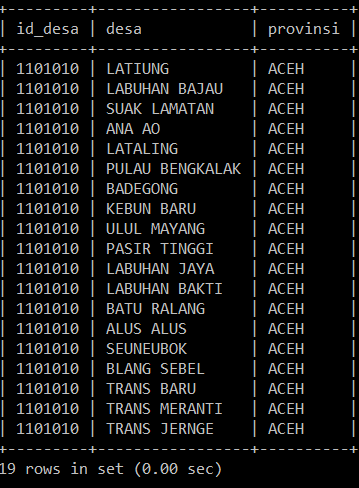 +---------+-----------------+----------+
| id_desa | desa            | provinsi |
+---------+-----------------+----------+
| 1101010 | LATIUNG         | ACEH     |
| 1101010 | LABUHAN BAJAU   | ACEH     |
| 1101010 | SUAK LAMATAN    | ACEH     |
| 1101010 | ANA AO          | ACEH     |
| 1101010 | LATALING        | ACEH     |
| 1101010 | PULAU BENGKALAK | ACEH     |
| 1101010 | BADEGONG        | ACEH     |
| 1101010 | KEBUN BARU      | ACEH     |
| 1101010 | ULUL MAYANG     | ACEH     |
| 1101010 | PASIR TINGGI    | ACEH     |
| 1101010 | LABUHAN JAYA    | ACEH     |
| 1101010 | LABUHAN BAKTI   | ACEH     |
| 1101010 | BATU RALANG     | ACEH     |
| 1101010 | ALUS ALUS       | ACEH     |
| 1101010 | SEUNEUBOK       | ACEH     |
| 1101010 | BLANG SEBEL     | ACEH     |
| 1101010 | TRANS BARU      | ACEH     |
| 1101010 | TRANS MERANTI   | ACEH     |
| 1101010 | TRANS JERNGE    | ACEH     |
+---------+-----------------+----------+
19 rows in set (0.00 sec)